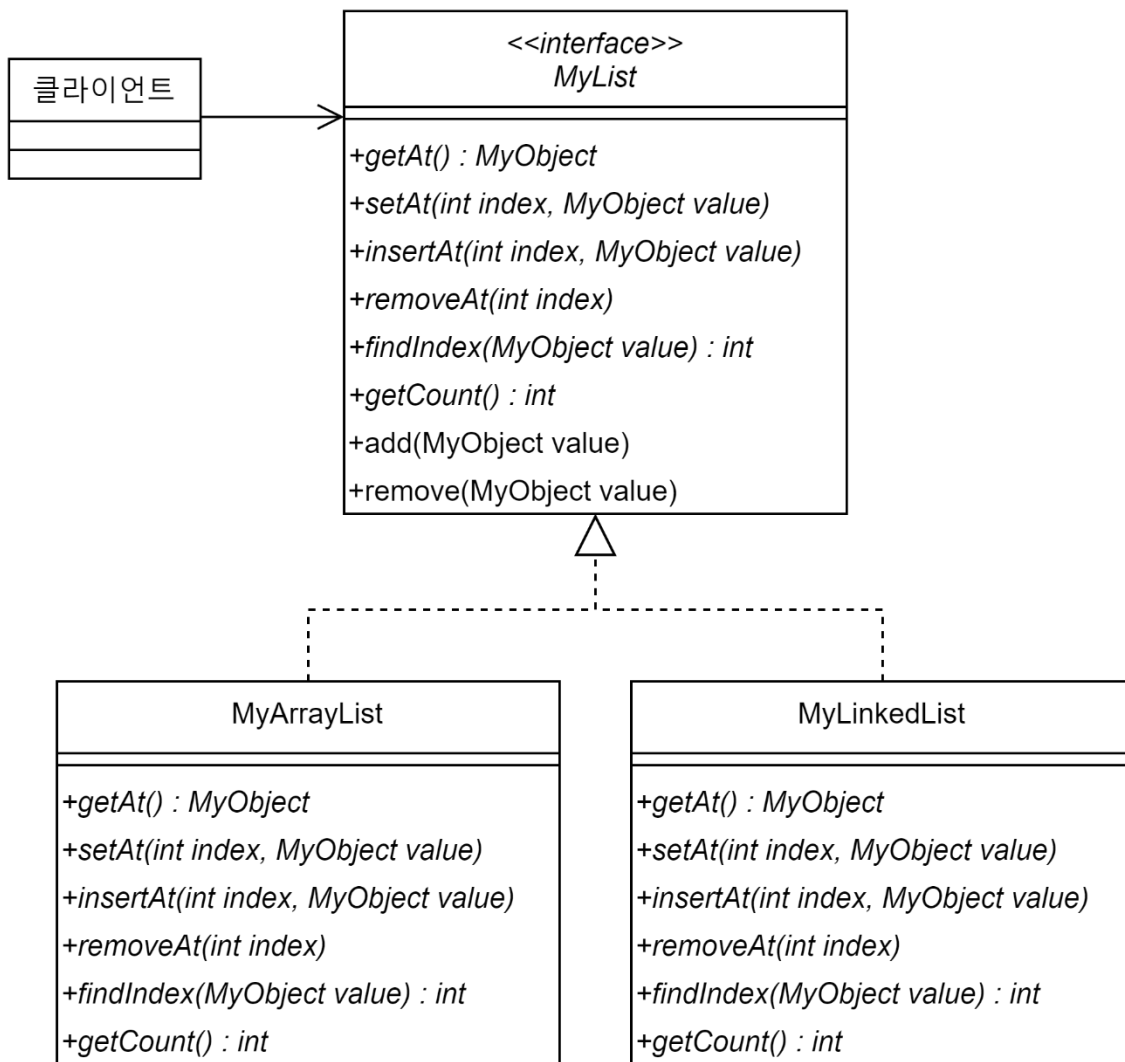 클라이언트
<<interface>>
MyList
+getAt() : MyObject
+setAt(int index, MyObject value)
+insertAt(int index, MyObject value)
+removeAt(int index)
+findIndex(MyObject value) : int
+getCount() : int
+add(MyObject value)
+remove(MyObject value)
MyArrayList
+getAt() : MyObject
+setAt(int index, MyObject value)
+insertAt(int index, MyObject value)
+removeAt(int index)
+findIndex(MyObject value) : int
+getCount() : int
MyLinkedList
+getAt() : MyObject
+setAt(int index, MyObject value)
+insertAt(int index, MyObject value)
+removeAt(int index)
+findIndex(MyObject value) : int
+getCount() : int